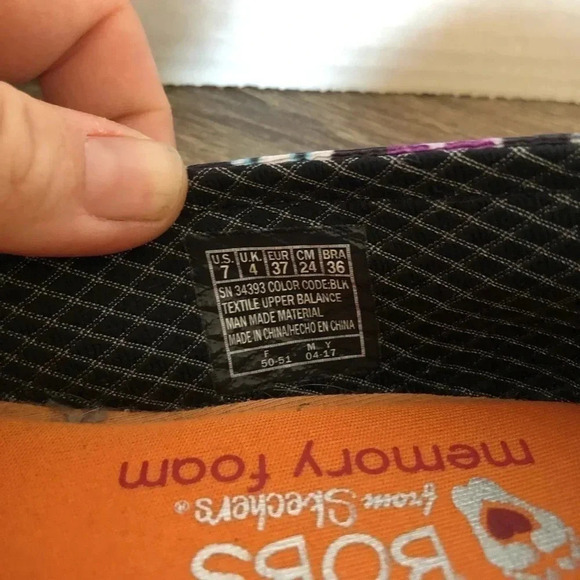 U.S. U.K. EUR CM BRA
7 4 37 24 36
SN 34393 COLOR CODE:BLK
TEXTILE UPPER BALANCE
MAN MADE MATERIAL
MADE IN CHINA/HECHO EN CHINA
F M Y
50-51 04-17
memory foam
from Skechers®
BOBS